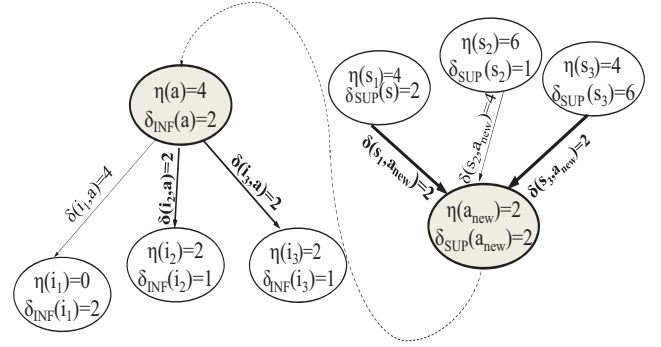 η(a)=4
δINF(a)=2
δ(i1,a)=4
δ(i2,a)=2
δ(i3,a)=2
η(i1)=0
δINF(i1)=2
η(i2)=2
δINF(i2)=1
η(i3)=2
δINF(i3)=1
η(s1)=4
δSUP(s)=2
η(s2)=6
δSUP(s2)=1
η(s3)=4
δSUP(s3)=6
δ(s1,anew)=2
δ(s2,anew)=4
δ(s3,anew)=2
η(anew)=2
δSUP(anew)=2